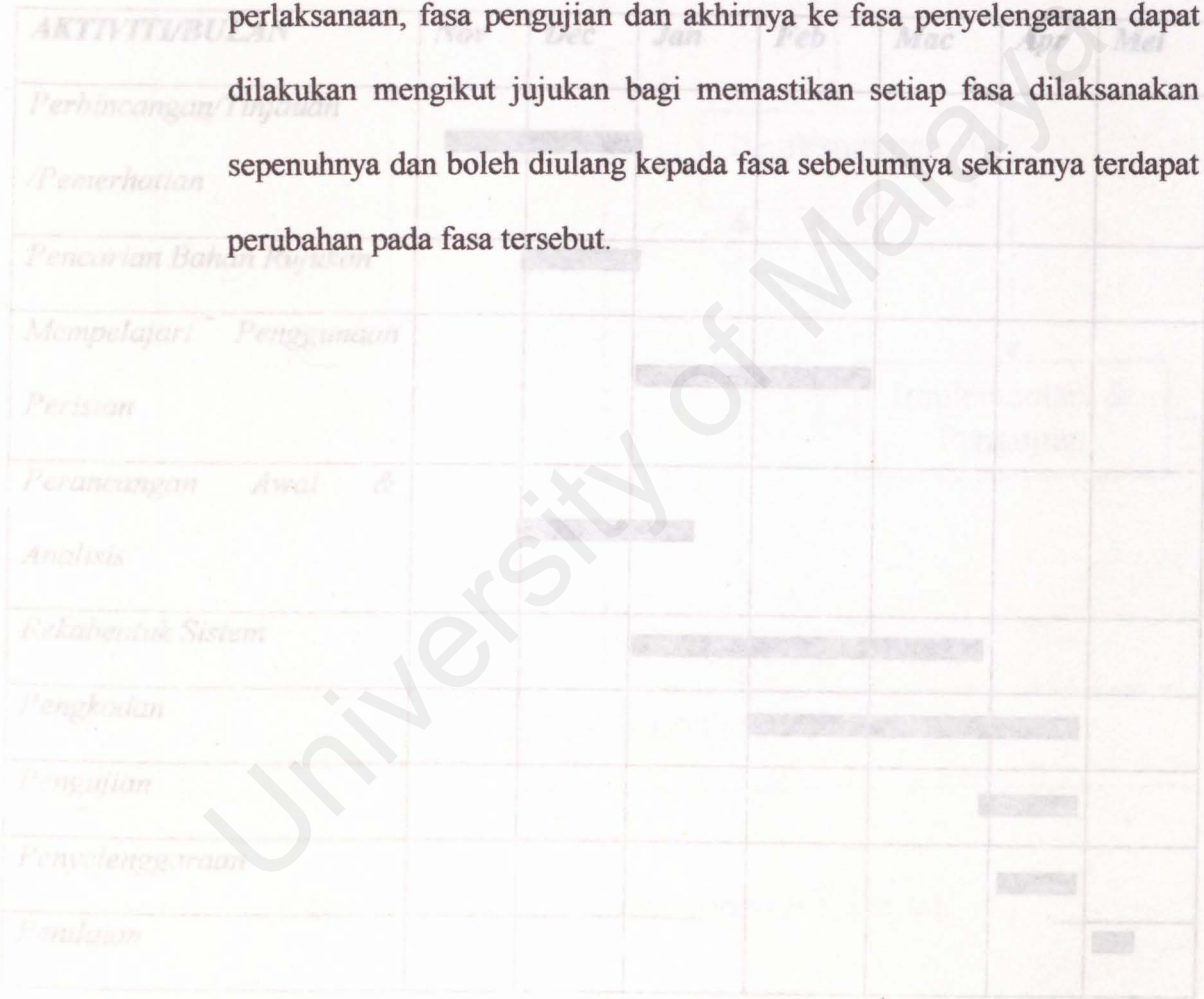 perlaksanaan, fasa pengujian dan akhirnya ke fasa penyelengaraan dapat
dilakukan mengikut jujukan bagi memastikan setiap fasa dilaksanakan
sepenuhnya dan boleh diulang kepada fasa sebelumnya sekiranya terdapat
perubahan pada fasa tersebut.
AKTIVITI/BULAN Nov Dec Jan Feb Mac Apr Mei
Perbincangan/Tinjauan
/Pemerhatian
Pencarian Bahan Rujukan
Mempelajari Penggunaan
Perisian
Perancangan Awal &
Analisis
Rekabentuk Sistem
Pengkodan
Pengujian
Penyelenggaraan
Penilaian
University of Malaya